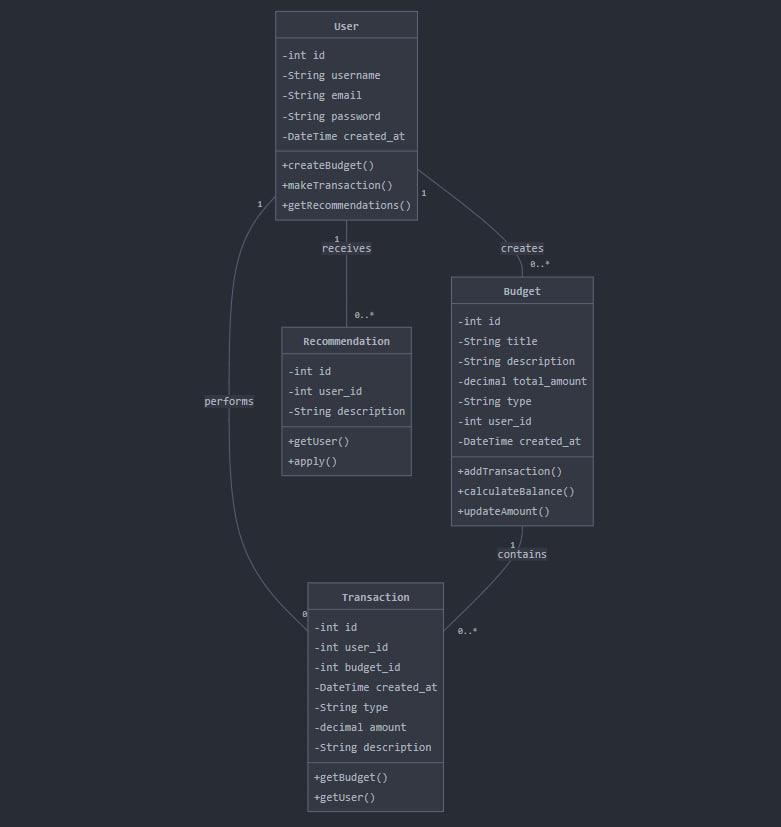 User
-int id
-String username
-String email
-String password
-DateTime created_at
+createBudget()
+makeTransaction()
+getRecommendations()
1
1
1
receives
creates
0..*
0..*
Budget
-int id
-String title
-String description
-decimal total_amount
-String type
-int user_id
-DateTime created_at
+addTransaction()
+calculateBalance()
+updateAmount()
Recommendation
-int id
-int user_id
-String description
+getUser()
+apply()
performs
1
contains
0
0..*
Transaction
-int id
-int user_id
-int budget_id
-DateTime created_at
-String type
-decimal amount
-String description
+getBudget()
+getUser()